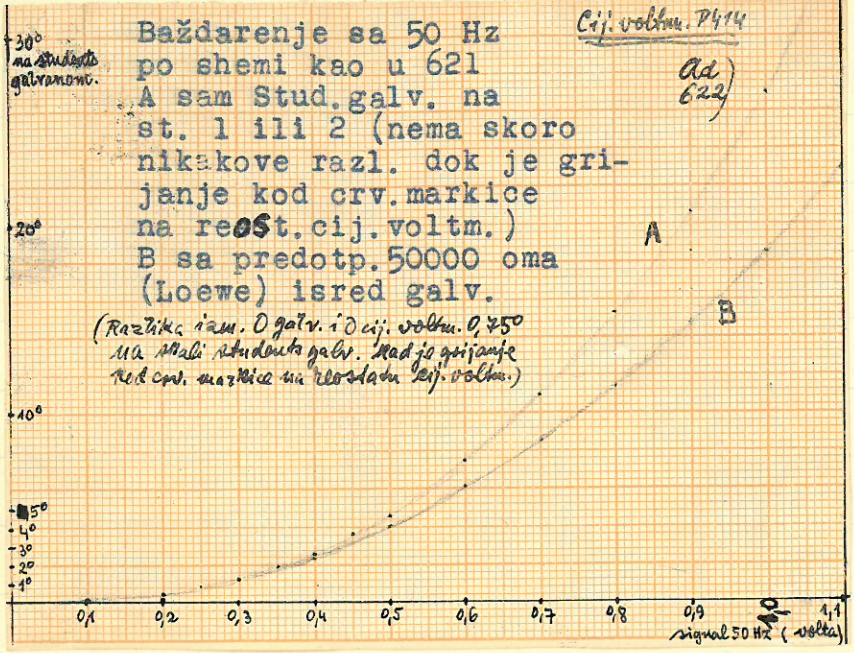 Baždarenje sa 50 Hz
po shemi kao u 621
A sam Stud.galv. na
st. 1 ili 2 (nema skoro
nikakove razl. dok je gri-
janje kod crv.markice
na reost.cij.voltm.)
B sa predotp.50000 oma
(Loewe) isred galv.
(Razlika izm. 0 galv. i 0 cij. voltm. 0,75°
na skali students galv. kad je grijanje
kod crv. markice na reostatu cij. voltm.)
Cij. voltm. P414
ad)
622)
30°
na students
galvanom.
20°
10°
5°
4°
3°
2°
1°
A
B
0,1 0,2 0,3 0,4 0,5 0,6 0,7 0,8 0,9 1,0 1,1
signal 50 Hz (volta)